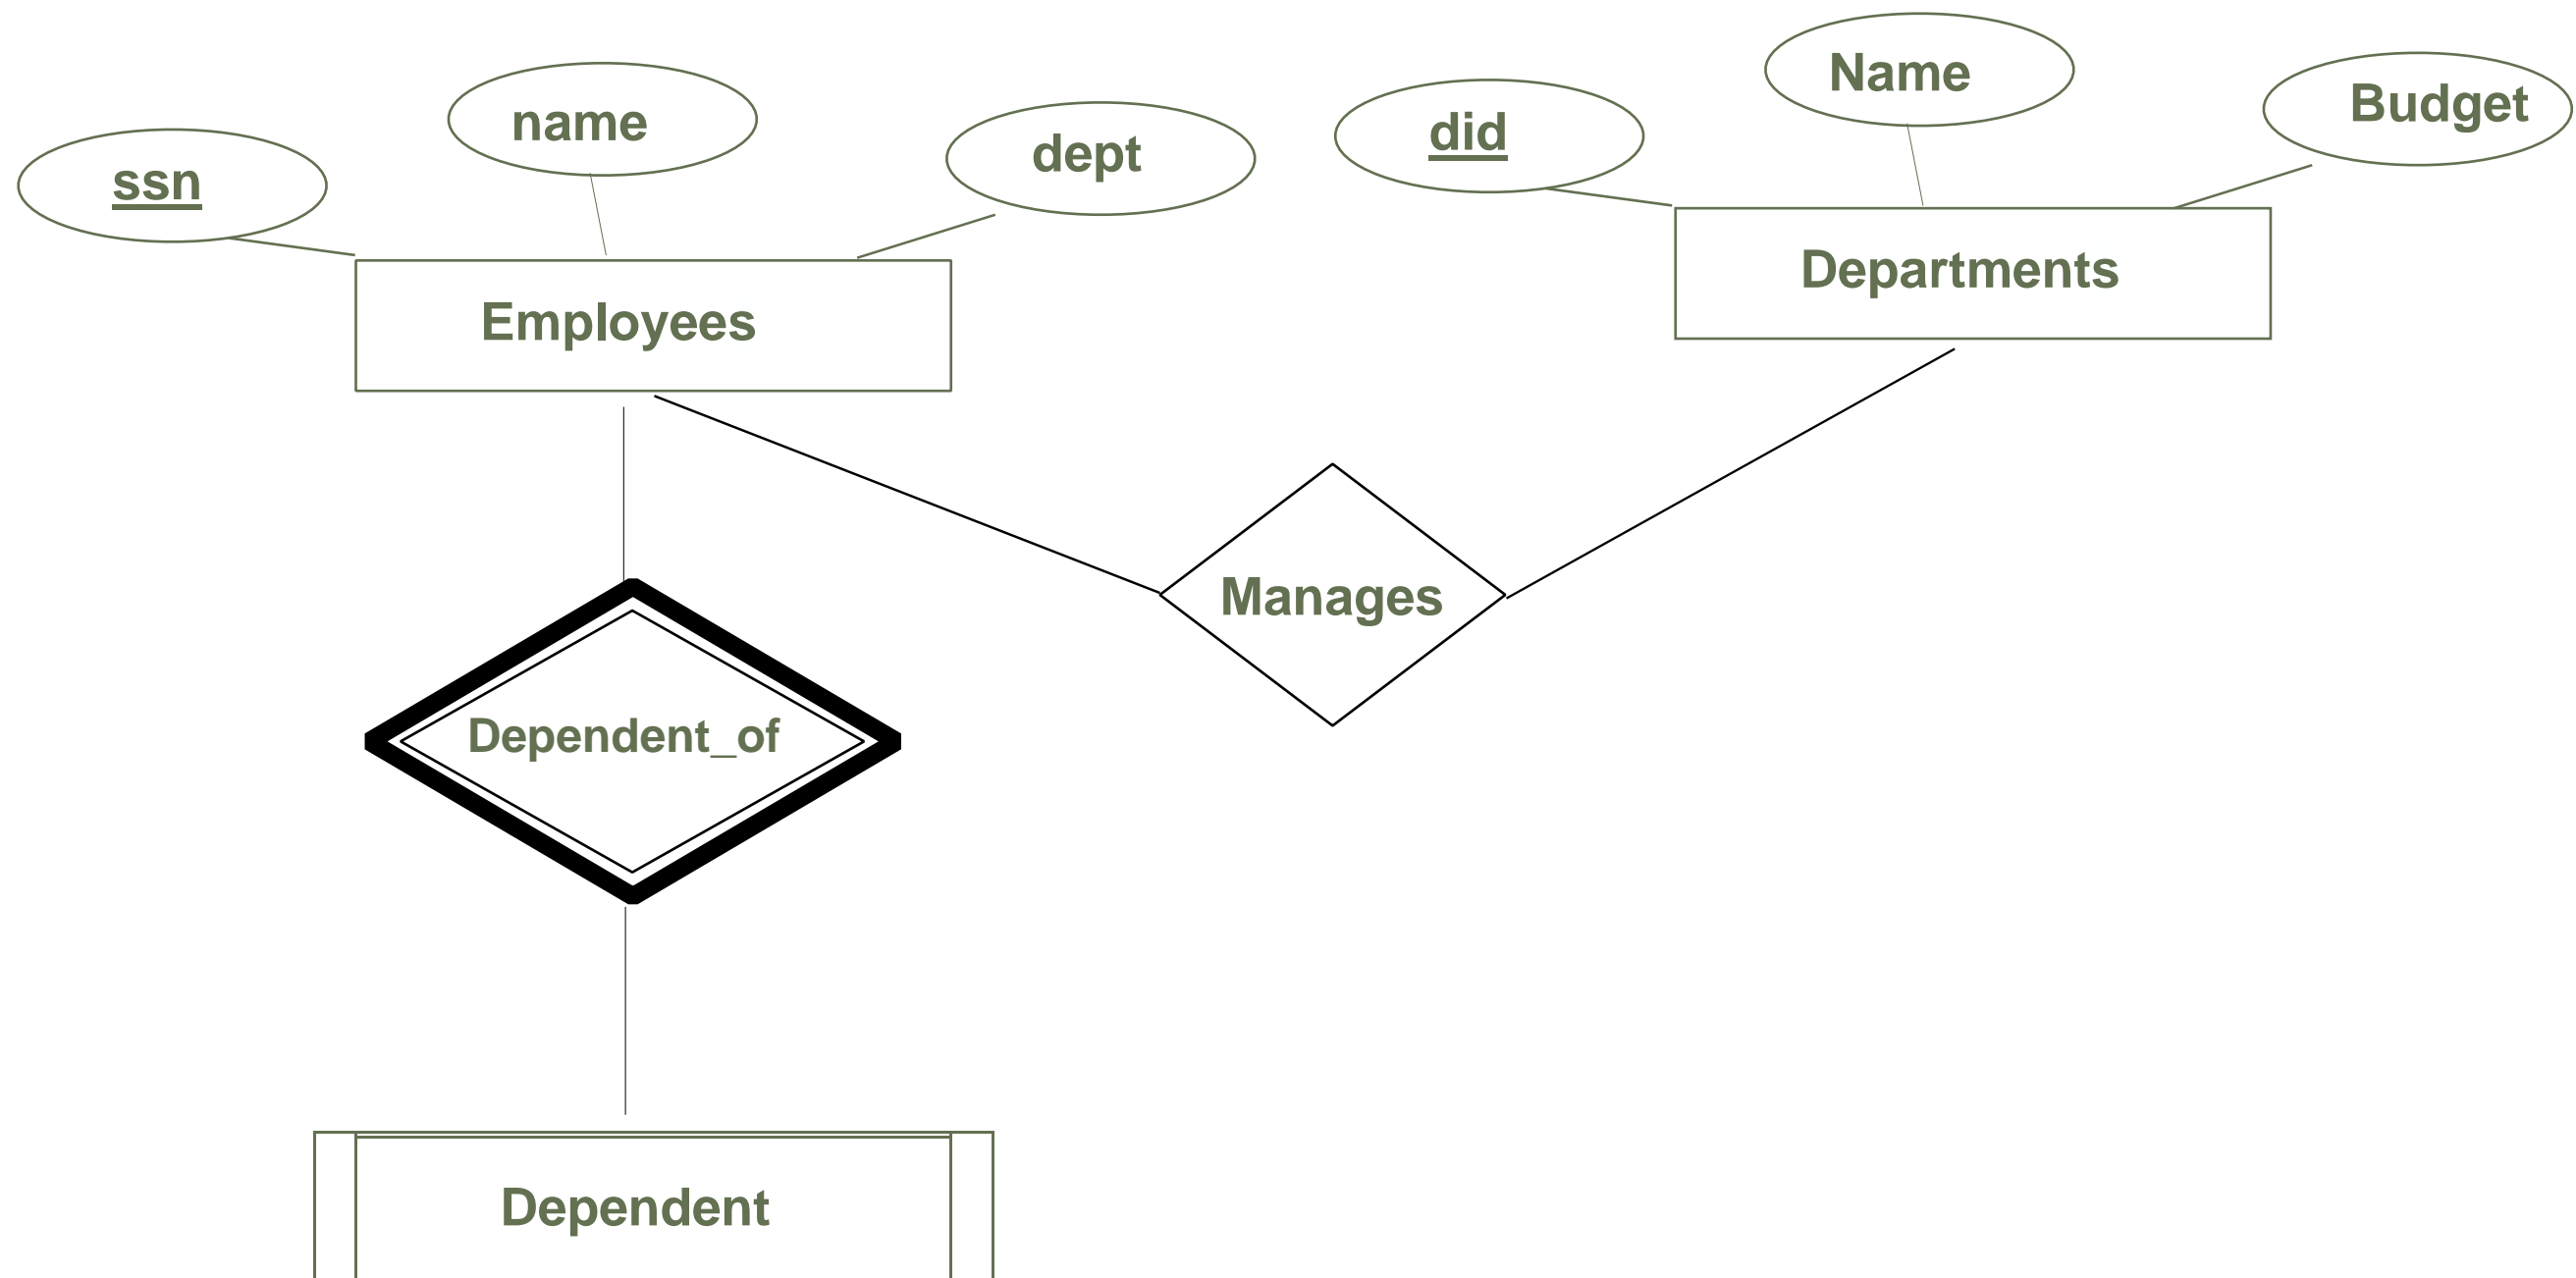 ssn
name
dept
did
Name
Budget
Employees
Departments
Manages
Dependent_of
Dependent